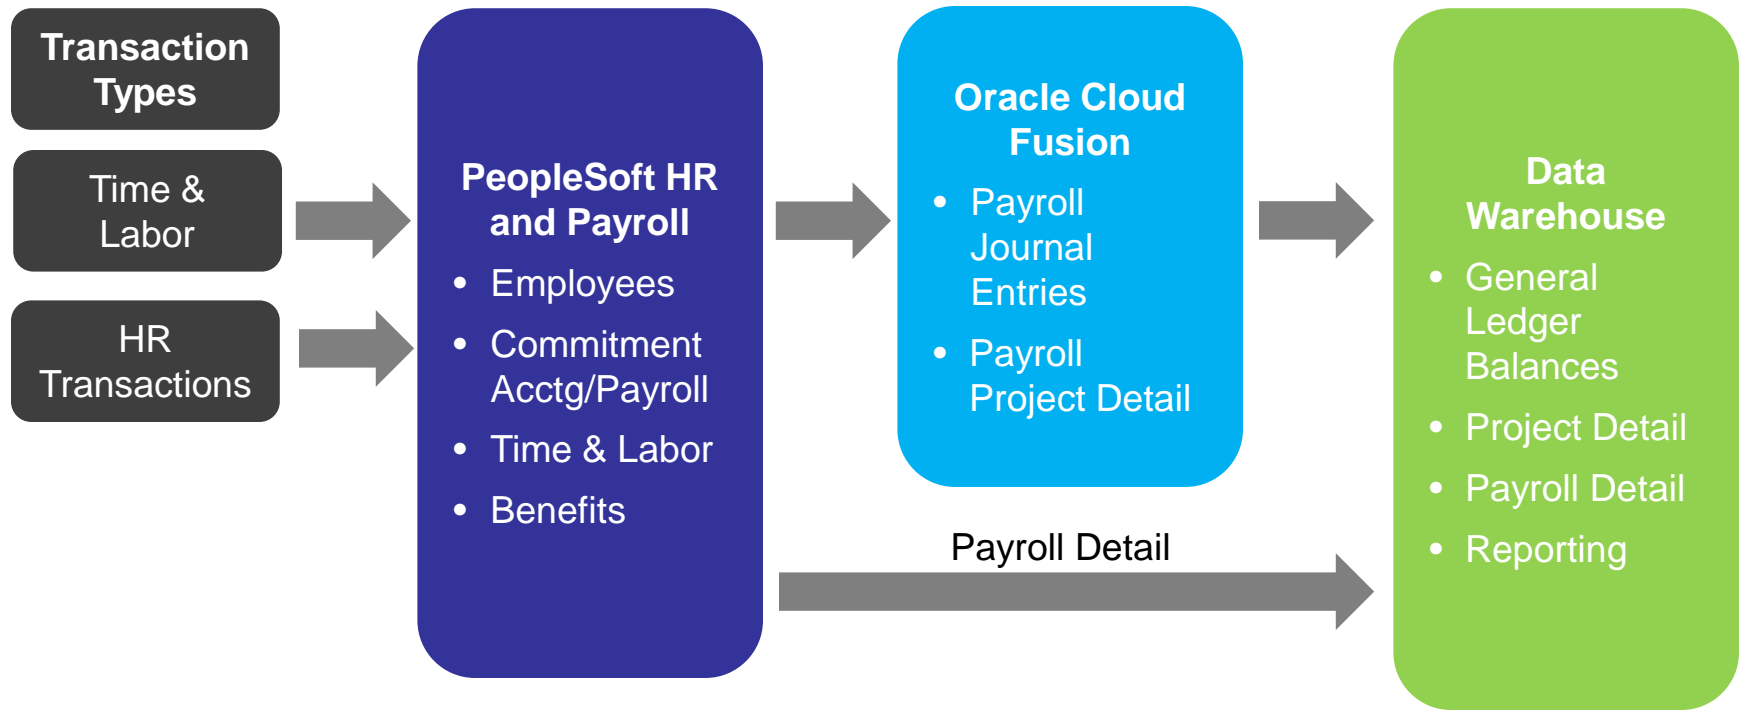 Transaction
Types
Time &
Labor
HR
Transactions
PeopleSoft HR
and Payroll
• Employees
• Commitment
Acctg/Payroll
• Time & Labor
• Benefits
Oracle Cloud
Fusion
• Payroll
Journal
Entries
• Payroll
Project Detail
Payroll Detail
Data
Warehouse
• General
Ledger
Balances
• Project Detail
• Payroll Detail
• Reporting